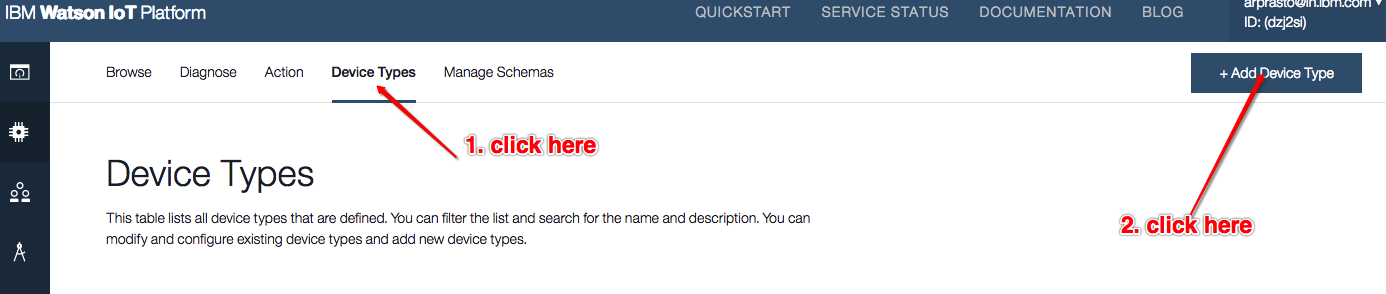 IBM Watson IoT Platform
QUICKSTART
SERVICE STATUS
DOCUMENTATION
BLOG
arprasto@in.ibm.com
ID: (dzj2si)
Browse
Diagnose
Action
Device Types
Manage Schemas
+ Add Device Type
1. click here
Device Types
This table lists all device types that are defined. You can filter the list and search for the name and description. You can
modify and configure existing device types and add new device types.
2. click here